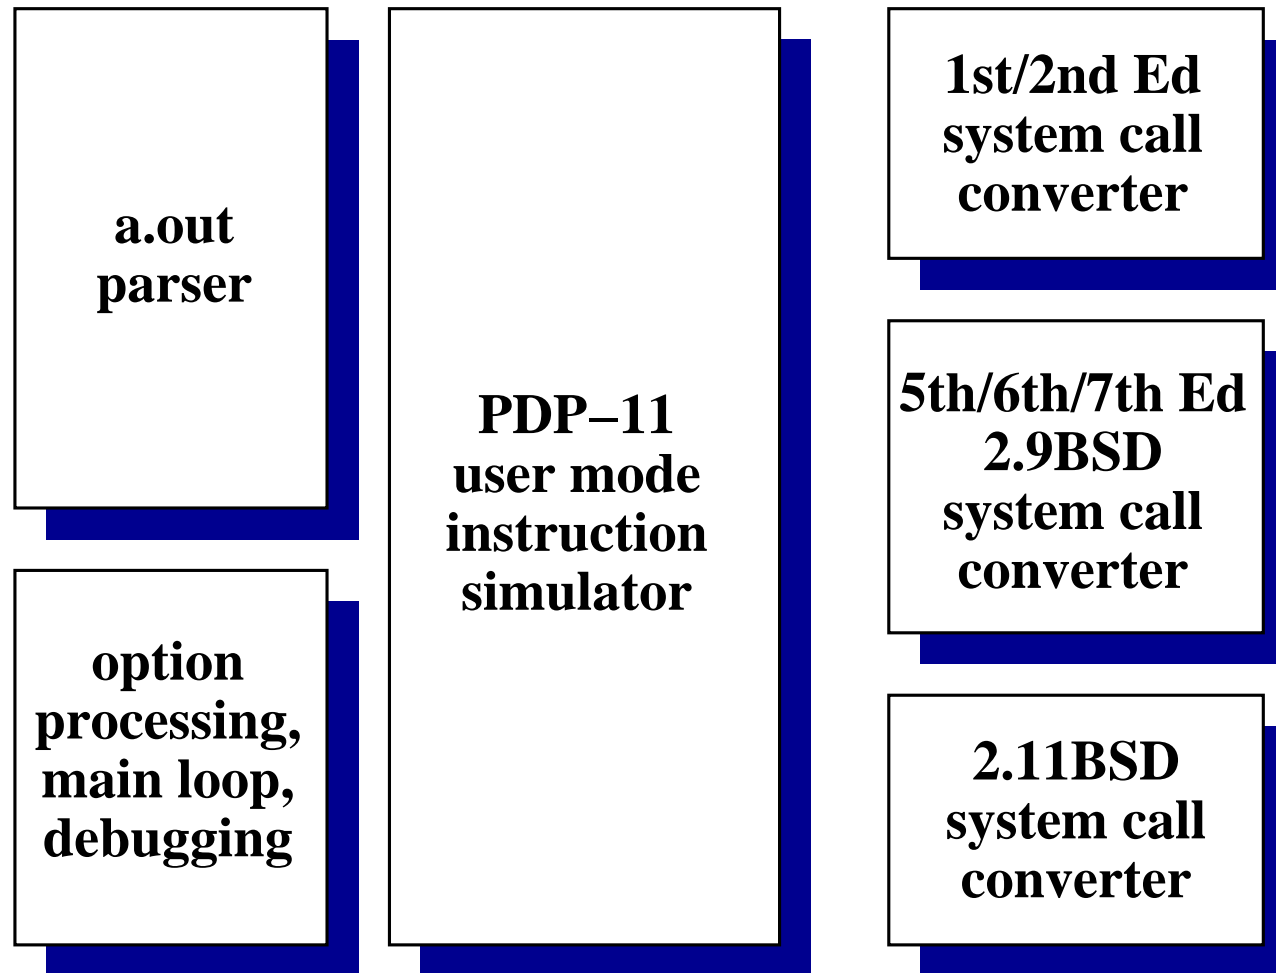 a.out
parser
option
processing,
main loop,
debugging
PDP−11
user mode
instruction
simulator
1st/2nd Ed
system call
converter
5th/6th/7th Ed
2.9BSD
system call
converter
2.11BSD
system call
converter